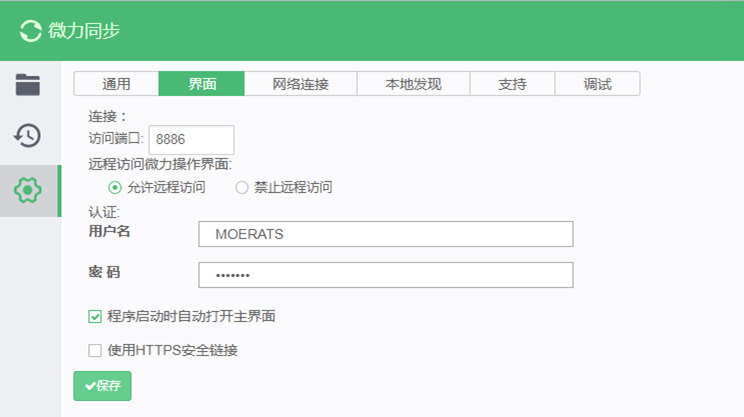 微力同步
通用 界面 网络连接 本地发现 支持 调试
连接：
访问端口: 8886
远程访问微力操作界面:
允许远程访问 禁止远程访问
认证:
用户名 MOERATS
密 码 •••••••
程序启动时自动打开主界面
使用HTTPS安全链接
保存